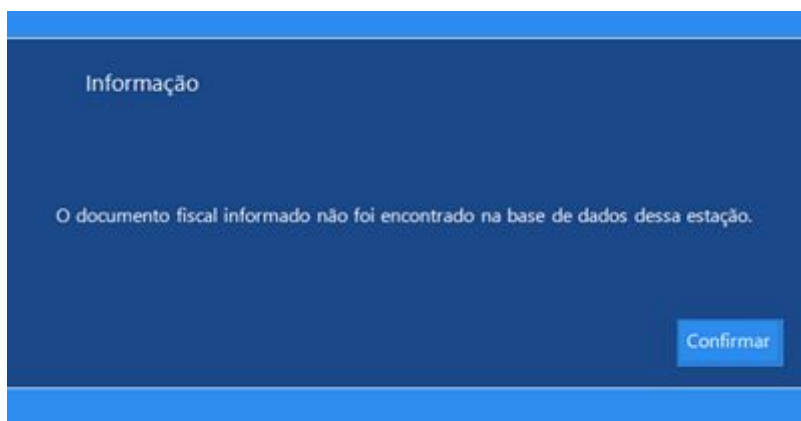 Informação
O documento fiscal informado não foi encontrado na base de dados dessa estação.
Confirmar